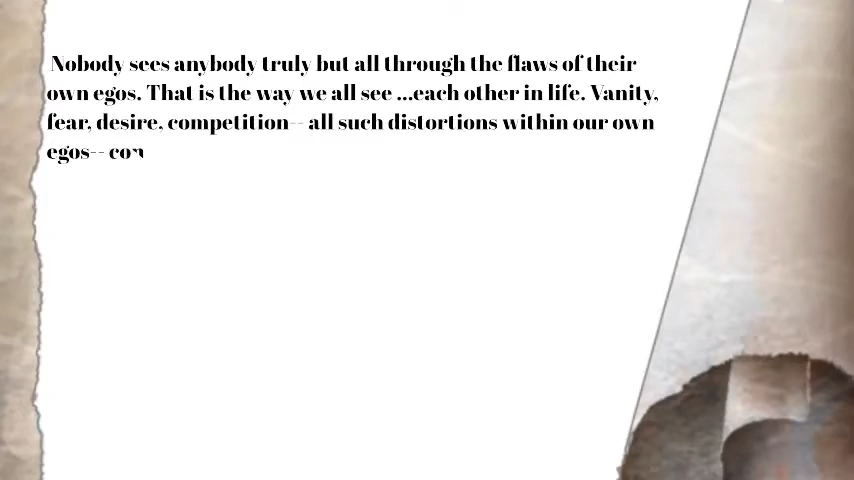 Nobody sees anybody truly but all through the flaws of their
own egos. That is the way we all see ...each other in life. Vanity,
fear, desire, competition-- all such distortions within our own
egos--